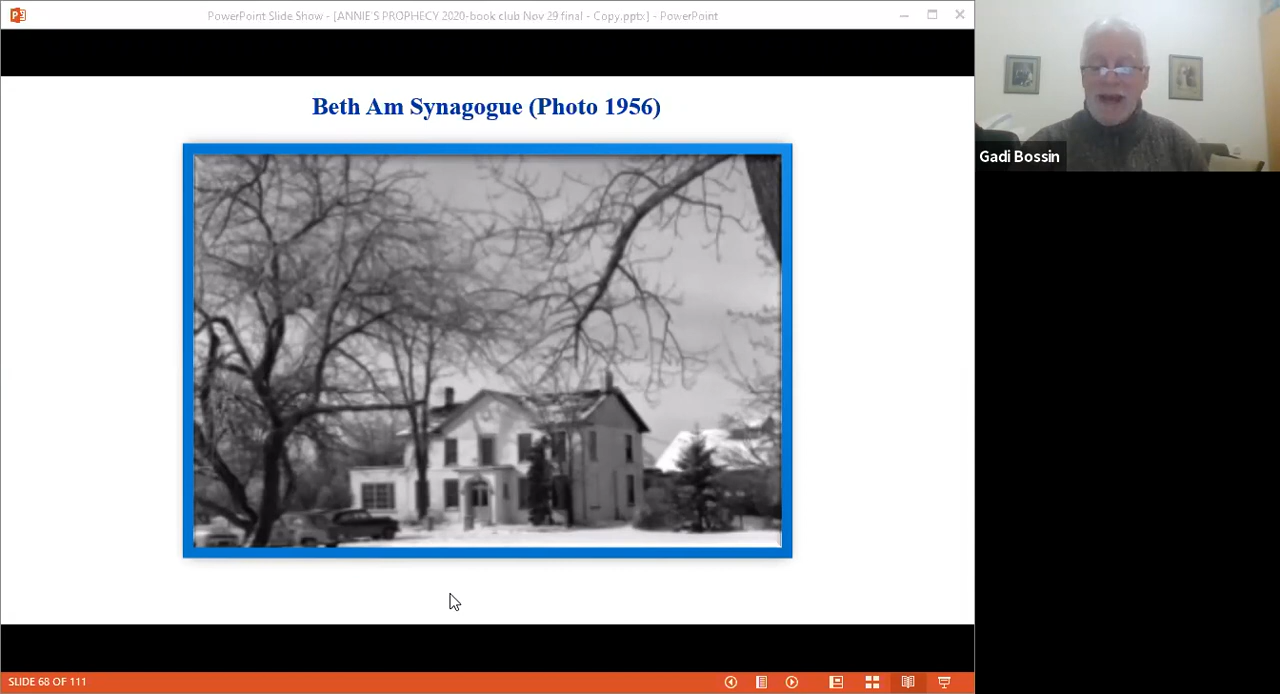 PowerPoint Slide Show - [ANNIE'S PROPHECY 2020-book club Nov 29 final - Copy.pptx] - PowerPoint
Beth Am Synagogue (Photo 1956)
Gadi Bossin
SLIDE 68 OF 111